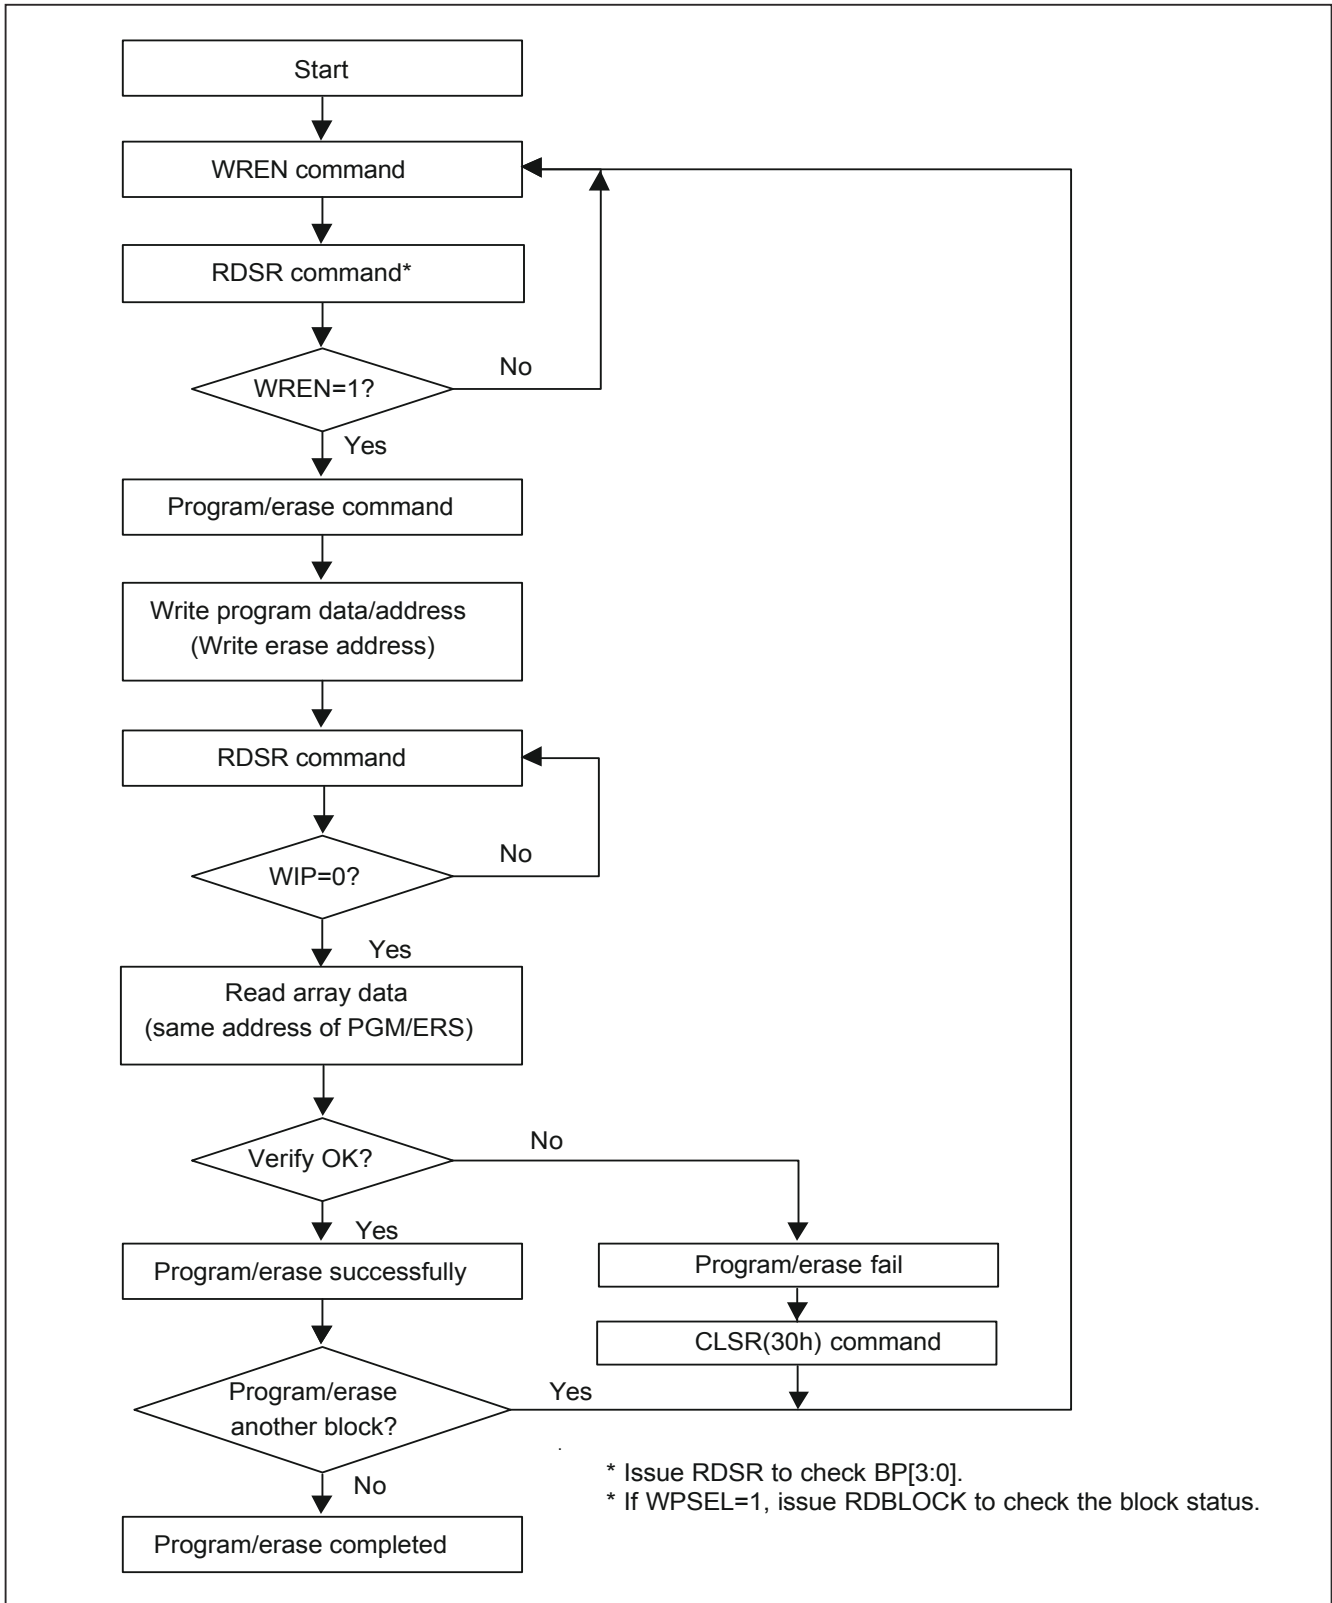 Start
WREN command
RDSR command*
WREN=1?
No
Yes
Program/erase command
Write program data/address
(Write erase address)
RDSR command
WIP=0?
No
Yes
Read array data
(same address of PGM/ERS)
Verify OK?
No
Yes
Program/erase successfully
Program/erase fail
CLSR(30h) command
Program/erase
another block?
Yes
No
* Issue RDSR to check BP[3:0].
* If WPSEL=1, issue RDBLOCK to check the block status.
Program/erase completed